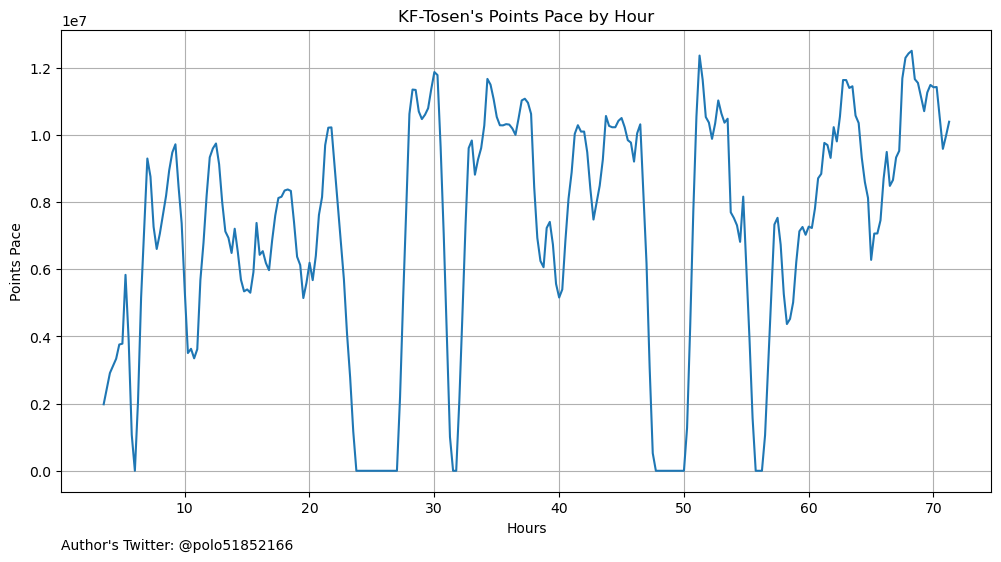 KF-Tosen's Points Pace by Hour
1e7
1.2
1.0
0.8
0.6
0.4
0.2
0.0
Points Pace
10 20 30 40 50 60 70
Hours
Author's Twitter: @polo51852166